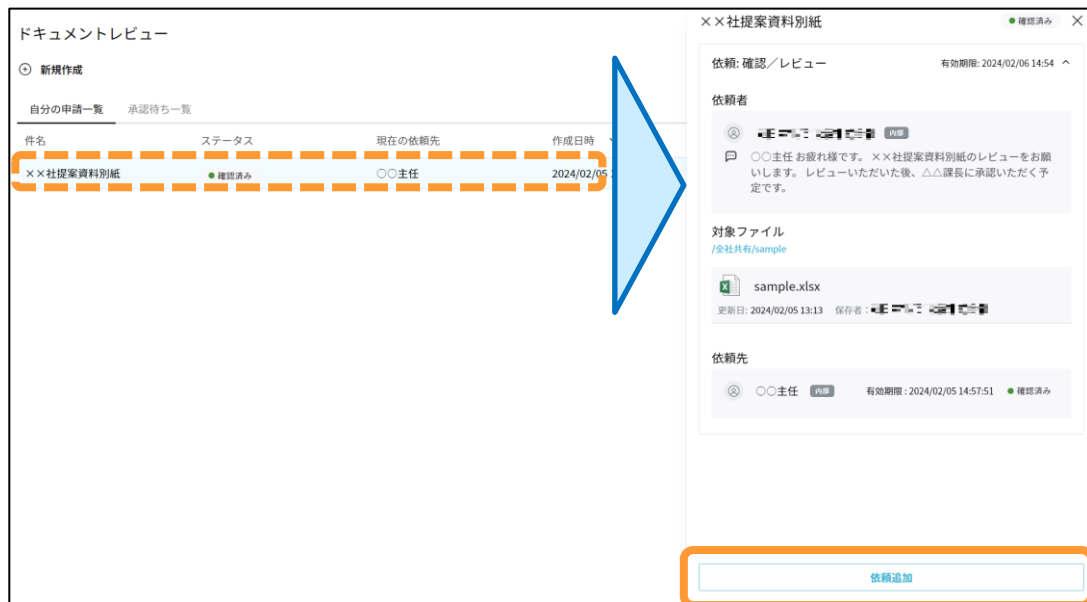 ドキュメントレビュー
新規作成
自分の申請一覧 承認待ち一覧
件名 ステータス 現在の依頼先 作成日時
××社提案資料別紙 確認済み 〇〇主任 2024/02/05
××社提案資料別紙 確認済み
依頼: 確認／レビュー 有効期限: 2024/02/06 14:54
依頼者
内部
〇〇主任 お疲れ様です。 ××社提案資料別紙のレビューをお願
いします。 レビューいただいた後、△△課長に承認いただく予
定です。
対象ファイル
/全社共有/sample
sample.xlsx
更新日: 2024/02/05 13:13 保存者：
依頼先
〇〇主任 内部 有効期限 : 2024/02/05 14:57:51 確認済み
依頼追加